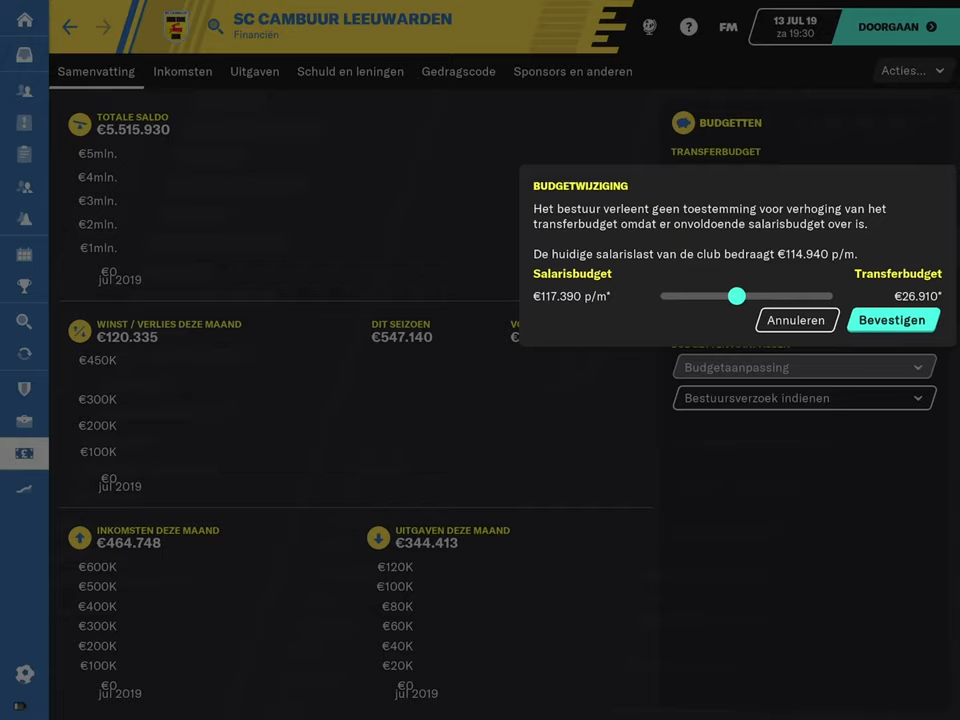 SC CAMBUUR LEEUWARDEN
Financiën
FM
13 JUL 19
za 19:30
DOORGAAN
Samenvatting
Inkomsten
Uitgaven
Schuld en leningen
Gedragscode
Sponsors en anderen
Acties...
TOTALE SALDO
€5.515.930
€5mln.
€4mln.
€3mln.
€2mln.
€1mln.
€0
jul 2019
BUDGETTEN
TRANSFERBUDGET
BUDGETWIJZIGING
Het bestuur verleent geen toestemming voor verhoging van het
transferbudget omdat er onvoldoende salarisbudget over is.
De huidige salarislast van de club bedraagt €114.940 p/m.
Salarisbudget
Transferbudget
€117.390 p/m*
€26.910*
Annuleren
Bevestigen
Budgetaanpassing
Bestuursverzoek indienen
WINST / VERLIES DEZE MAAND
€120.335
DIT SEIZOEN
€547.140
€450K
€300K
€200K
€100K
€0
jul 2019
INKOMSTEN DEZE MAAND
€464.748
€600K
€500K
€400K
€300K
€200K
€100K
€0
jul 2019
UITGAVEN DEZE MAAND
€344.413
€120K
€100K
€80K
€60K
€40K
€20K
€0
jul 2019